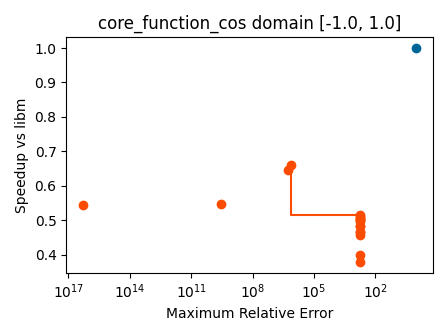 core_function_cos domain [-1.0, 1.0]
Speedup vs libm
1.0
0.9
0.8
0.7
0.6
0.5
0.4
10^17 10^14 10^11 10^8 10^5 10^2
Maximum Relative Error